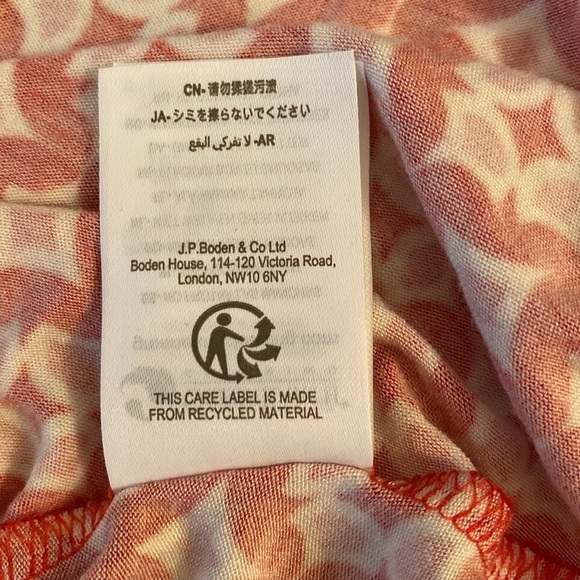 CN- 请勿揉搓污渍
JA- シミを擦らないでください
AR- لا تفركي البقع
J.P.Boden & Co Ltd
Boden House, 114-120 Victoria Road,
London, NW10 6NY
THIS CARE LABEL IS MADE
FROM RECYCLED MATERIAL